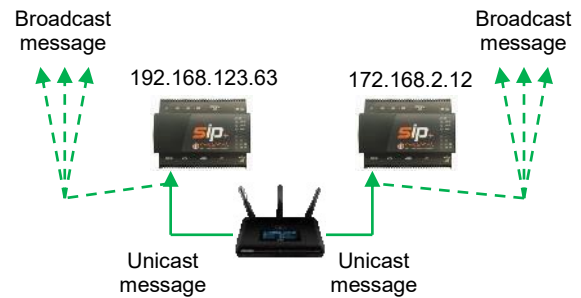 Broadcast
message
Broadcast
message
192.168.123.63
172.168.2.12
sip
sip
Unicast
message
Unicast
message